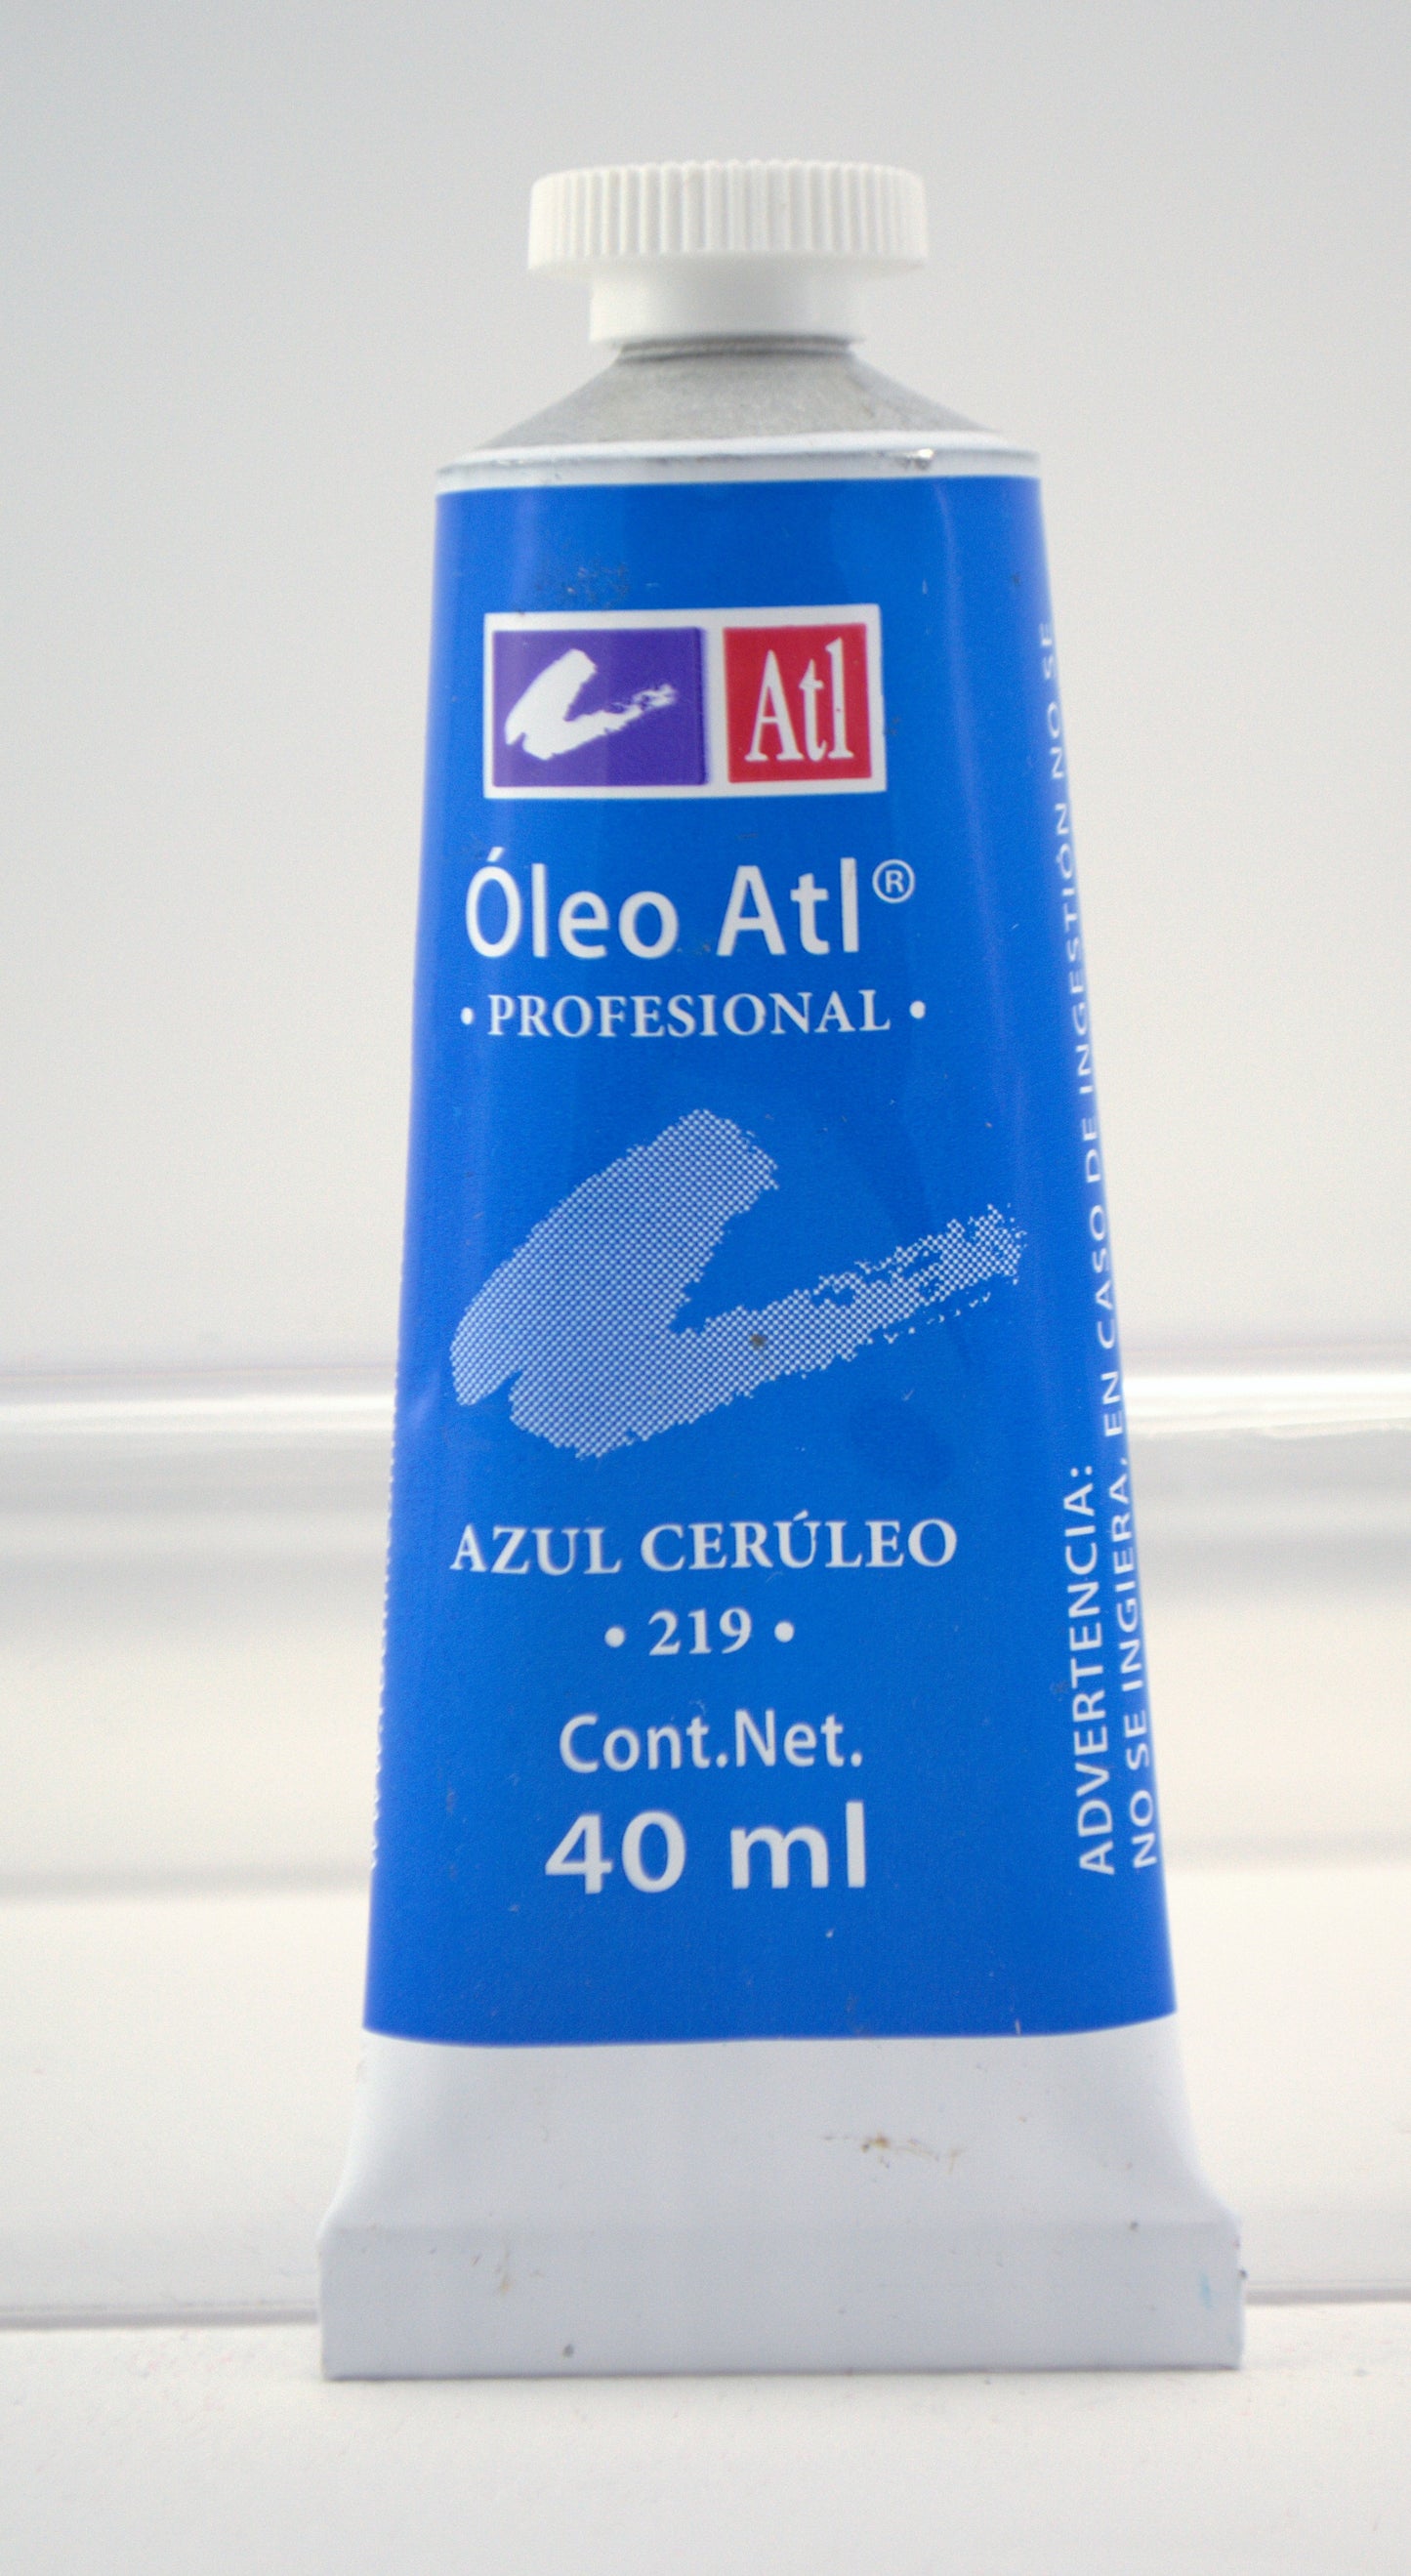 Atl
Óleo Atl®
• PROFESIONAL •
AZUL CERÚLEO
• 219 •
Cont.Net.
40 ml
ADVERTENCIA:
NO SE INGIERA, EN CASO DE INGESTIÓN NO SE